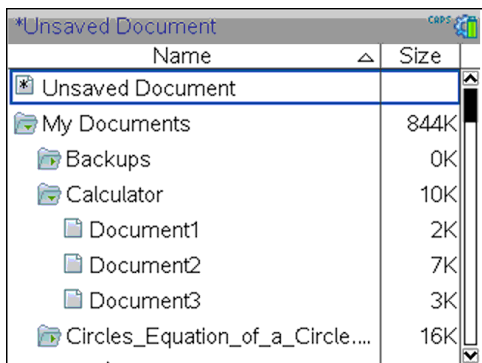 *Unsaved Document CAPS
Name Size
Unsaved Document
My Documents 844K
Backups 0K
Calculator 10K
Document1 2K
Document2 7K
Document3 3K
Circles_Equation_of_a_Circle.... 16K